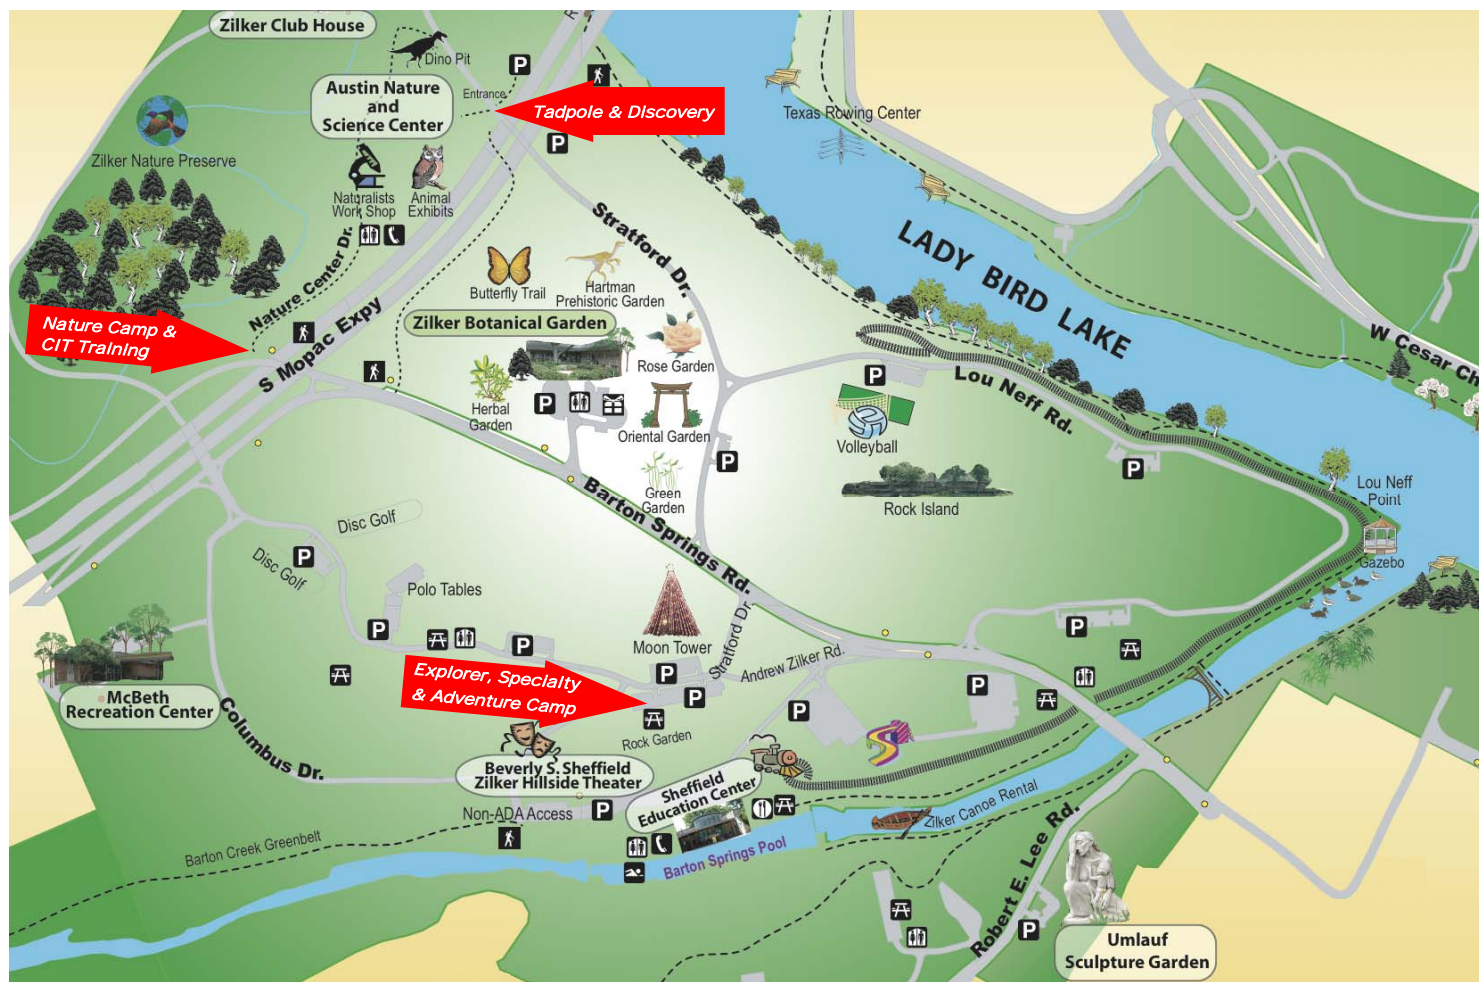 Zilker Club House
Dino Pit
P
Austin Nature
and
Science Center
Entrance
Tadpole & Discovery
P
Texas Rowing Center
Zilker Nature Preserve
Naturalists
Work Shop
Animal
Exhibits
Stratford Dr.
LADY BIRD LAKE
W Cesar Ch
Nature Center Dr.
Butterfly Trail
Hartman
Prehistoric Garden
Nature Camp &
CIT Training
S Mopac Expy
Zilker Botanical Garden
Rose Garden
P
Lou Neff Rd.
Herbal
Garden
P
Oriental Garden
Volleyball
P
P
Green
Garden
Rock Island
Lou Neff
Point
Gazebo
Barton Springs Rd.
Disc Golf
Disc Golf
P
Polo Tables
P
P
Moon Tower
Stratford Dr.
Andrew Zilker Rd.
P
P
P
P
P
Explorer, Specialty
& Adventure Camp
Rock Garden
McBeth
Recreation Center
Columbus Dr.
Beverly S. Sheffield
Zilker Hillside Theater
Sheffield
Education Center
Non-ADA Access
P
Zilker Canoe Rental
Barton Creek Greenbelt
Barton Springs Pool
Robert E. Lee Rd.
P
Umlauf
Sculpture Garden